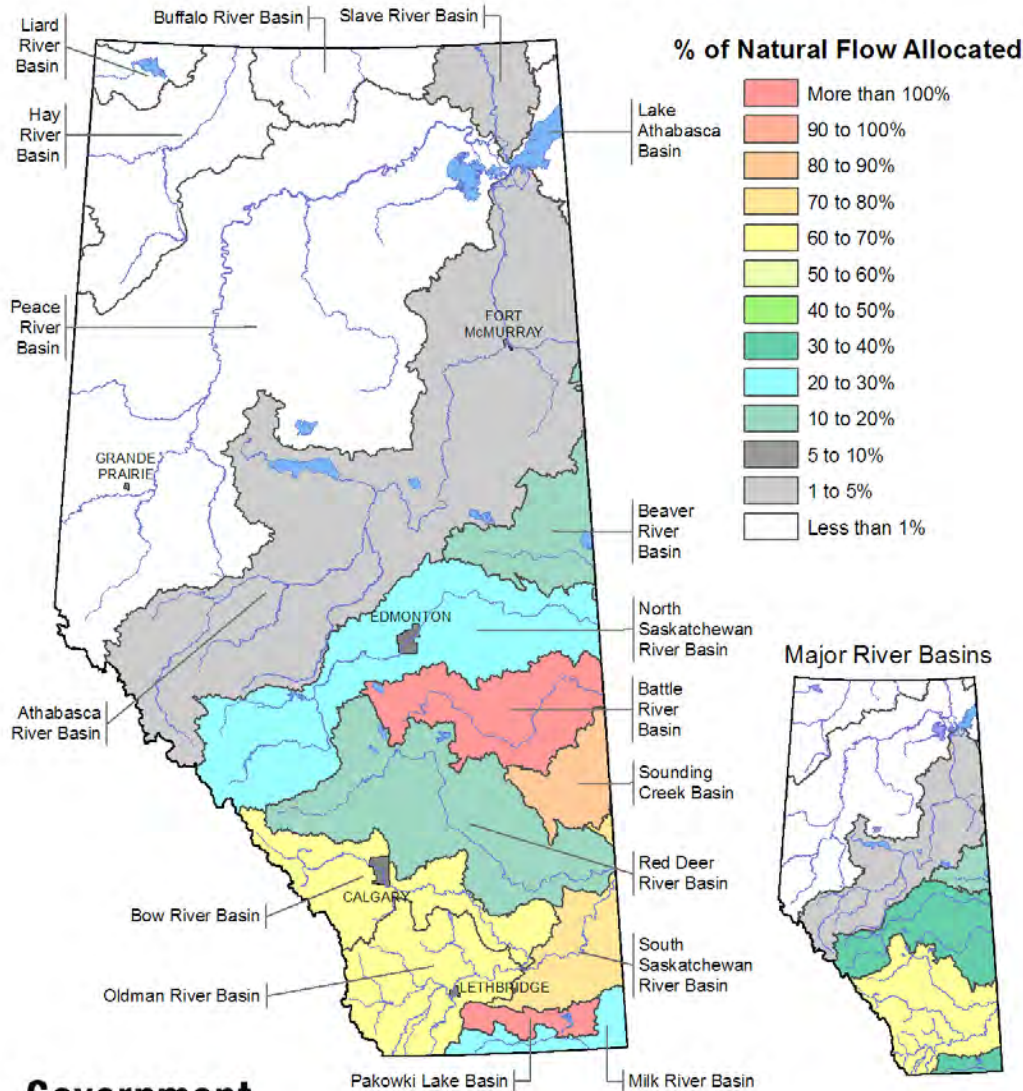 Buffalo River Basin
Slave River Basin
Liard
River
Basin
Hay
River
Basin
Lake
Athabasca
Basin
% of Natural Flow Allocated
More than 100%
90 to 100%
80 to 90%
70 to 80%
60 to 70%
50 to 60%
40 to 50%
30 to 40%
20 to 30%
10 to 20%
5 to 10%
1 to 5%
Less than 1%
Peace
River
Basin
FORT
McMURRAY
GRANDE
PRAIRIE
Beaver
River
Basin
EDMONTON
North
Saskatchewan
River Basin
Athabasca
River Basin
Battle
River
Basin
Sounding
Creek Basin
Red Deer
River Basin
CALGARY
Bow River Basin
South
Saskatchewan
River Basin
Oldman River Basin
LETHBRIDGE
Pakowki Lake Basin
Milk River Basin
Major River Basins
Government